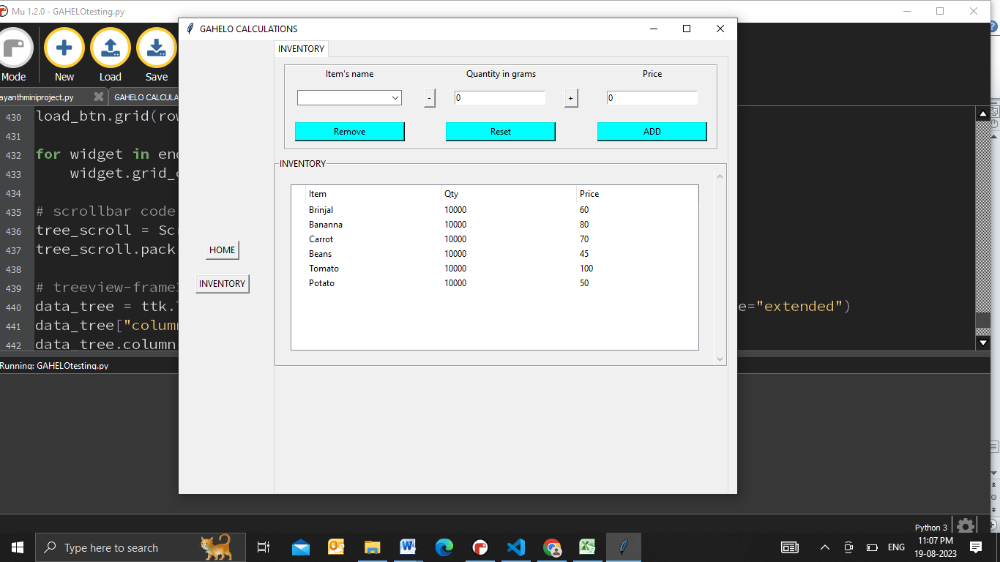 Mu 1.2.0 - GAHELOtesting.py
GAHELO CALCULATIONS
INVENTORY
Mode
New
Load
Save
Item's name
Quantity in grams
Price
-
0
+
0
Remove
Reset
ADD
ayanthminiproject.py
GAHELO CALCULA
430 load_btn.grid(row
431
432 for widget in en
433 widget.grid_
434
435 # scrollbar code
436 tree_scroll = Sc
437 tree_scroll.pack
438
439 # treeview-frame
440 data_tree = ttk. e="extended")
441 data_tree["colum
442 data_tree.column
INVENTORY
Item Qty Price
Brinjal 10000 60
Bananna 10000 80
Carrot 10000 70
Beans 10000 45
Tomato 10000 100
Potato 10000 50
HOME
INVENTORY
Running: GAHELOtesting.py
Python 3
Type here to search
ENG
11:07 PM
19-08-2023